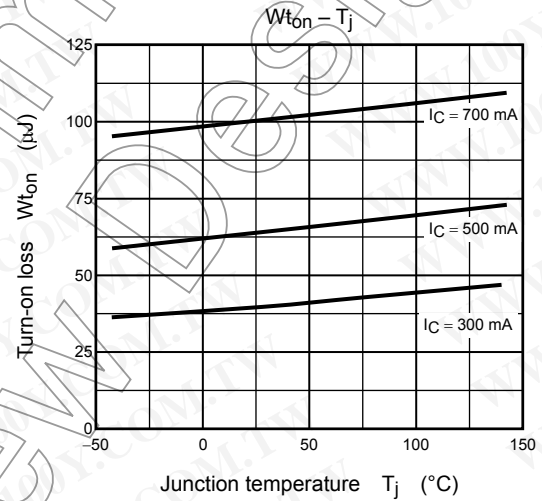 Wton – Tj
125
100
75
50
25
0
Turn-on loss Wton (μJ)
IC = 700 mA
IC = 500 mA
IC = 300 mA
–50
0
50
100
150
Junction temperature Tj (°C)